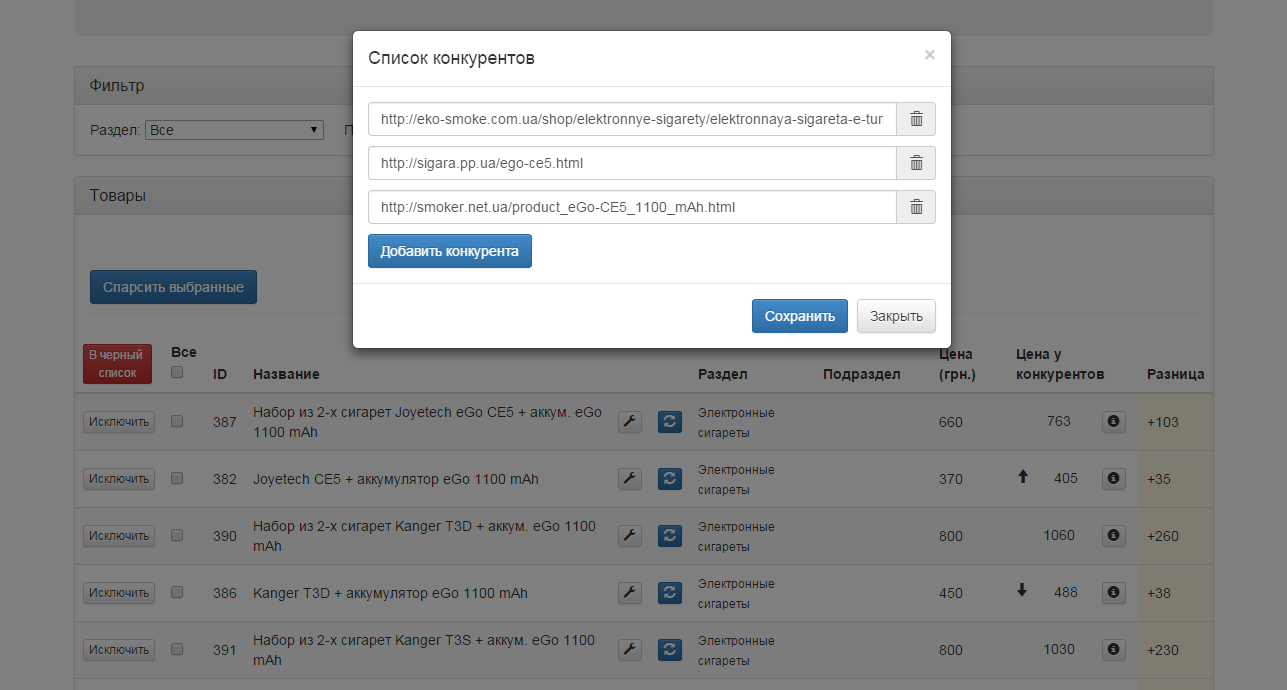 Список конкурентов ×
http://eko-smoke.com.ua/shop/elektronnye-sigarety/elektronnaya-sigareta-e-tur
http://sigara.pp.ua/ego-ce5.html
http://smoker.net.ua/product_eGo-CE5_1100_mAh.html
Добавить конкурента
Сохранить Закрыть
Фильтр
Раздел: Все
Товары
Спарсить выбранные
В черный список Все ID Название Раздел Подраздел Цена (грн.) Цена у конкурентов Разница
Исключить 387 Набор из 2-х сигарет Joyetech eGo CE5 + аккум. eGo
1100 mAh Электронные
сигареты 660 763 +103
Исключить 382 Joyetech CE5 + аккумулятор eGo 1100 mAh Электронные
сигареты 370 405 +35
Исключить 390 Набор из 2-х сигарет Kanger T3D + аккум. eGo 1100
mAh Электронные
сигареты 800 1060 +260
Исключить 386 Kanger T3D + аккумулятор eGo 1100 mAh Электронные
сигареты 450 488 +38
Исключить 391 Набор из 2-х сигарет Kanger T3S + аккум. eGo 1100
mAh Электронные
сигареты 800 1030 +230